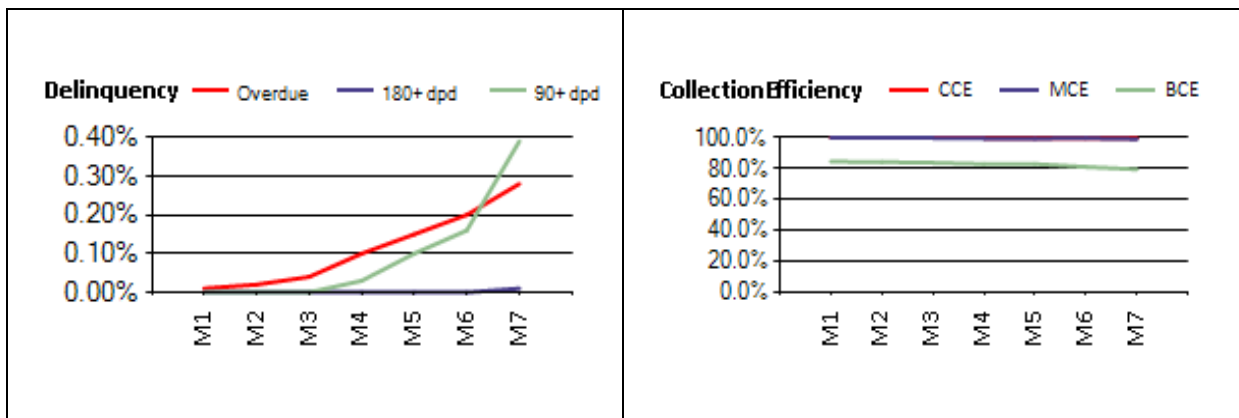 Delinquency Overdue 180+ dpd 90+ dpd
0.40%
0.30%
0.20%
0.10%
0.00%
M1 M2 M3 M4 M5 M6 M7
Collection Efficiency CCE MCE BCE
100.0%
80.0%
60.0%
40.0%
20.0%
0.0%
M1 M2 M3 M4 M5 M6 M7